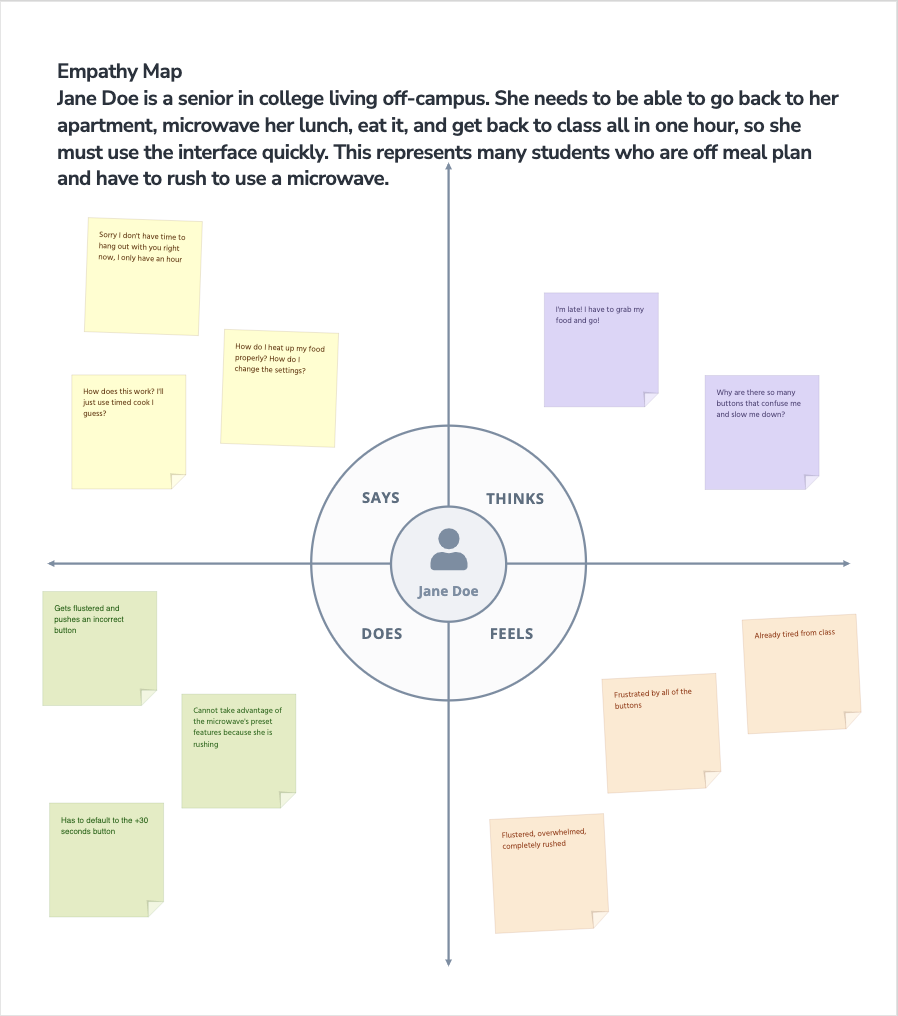 Empathy Map
Jane Doe is a senior in college living off-campus. She needs to be able to go back to her
apartment, microwave her lunch, eat it, and get back to class all in one hour, so she
must use the interface quickly. This represents many students who are off meal plan
and have to rush to use a microwave.
Sorry I don't have time to
hang out with you right
now, I only have an hour
How do I heat up my food
properly? How do I
change the settings?
How does this work? I'll
just use timed cook I
guess?
I'm late! I have to grab my
food and go!
Why are there so many
buttons that confuse me
and slow me down?
SAYS
THINKS
Jane Doe
DOES
FEELS
Gets flustered and
pushes an incorrect
button
Cannot take advantage of
the microwave's preset
features because she is
rushing
Has to default to the +30
seconds button
Already tired from class
Frustrated by all of the
buttons
Flustered, overwhelmed,
completely rushed